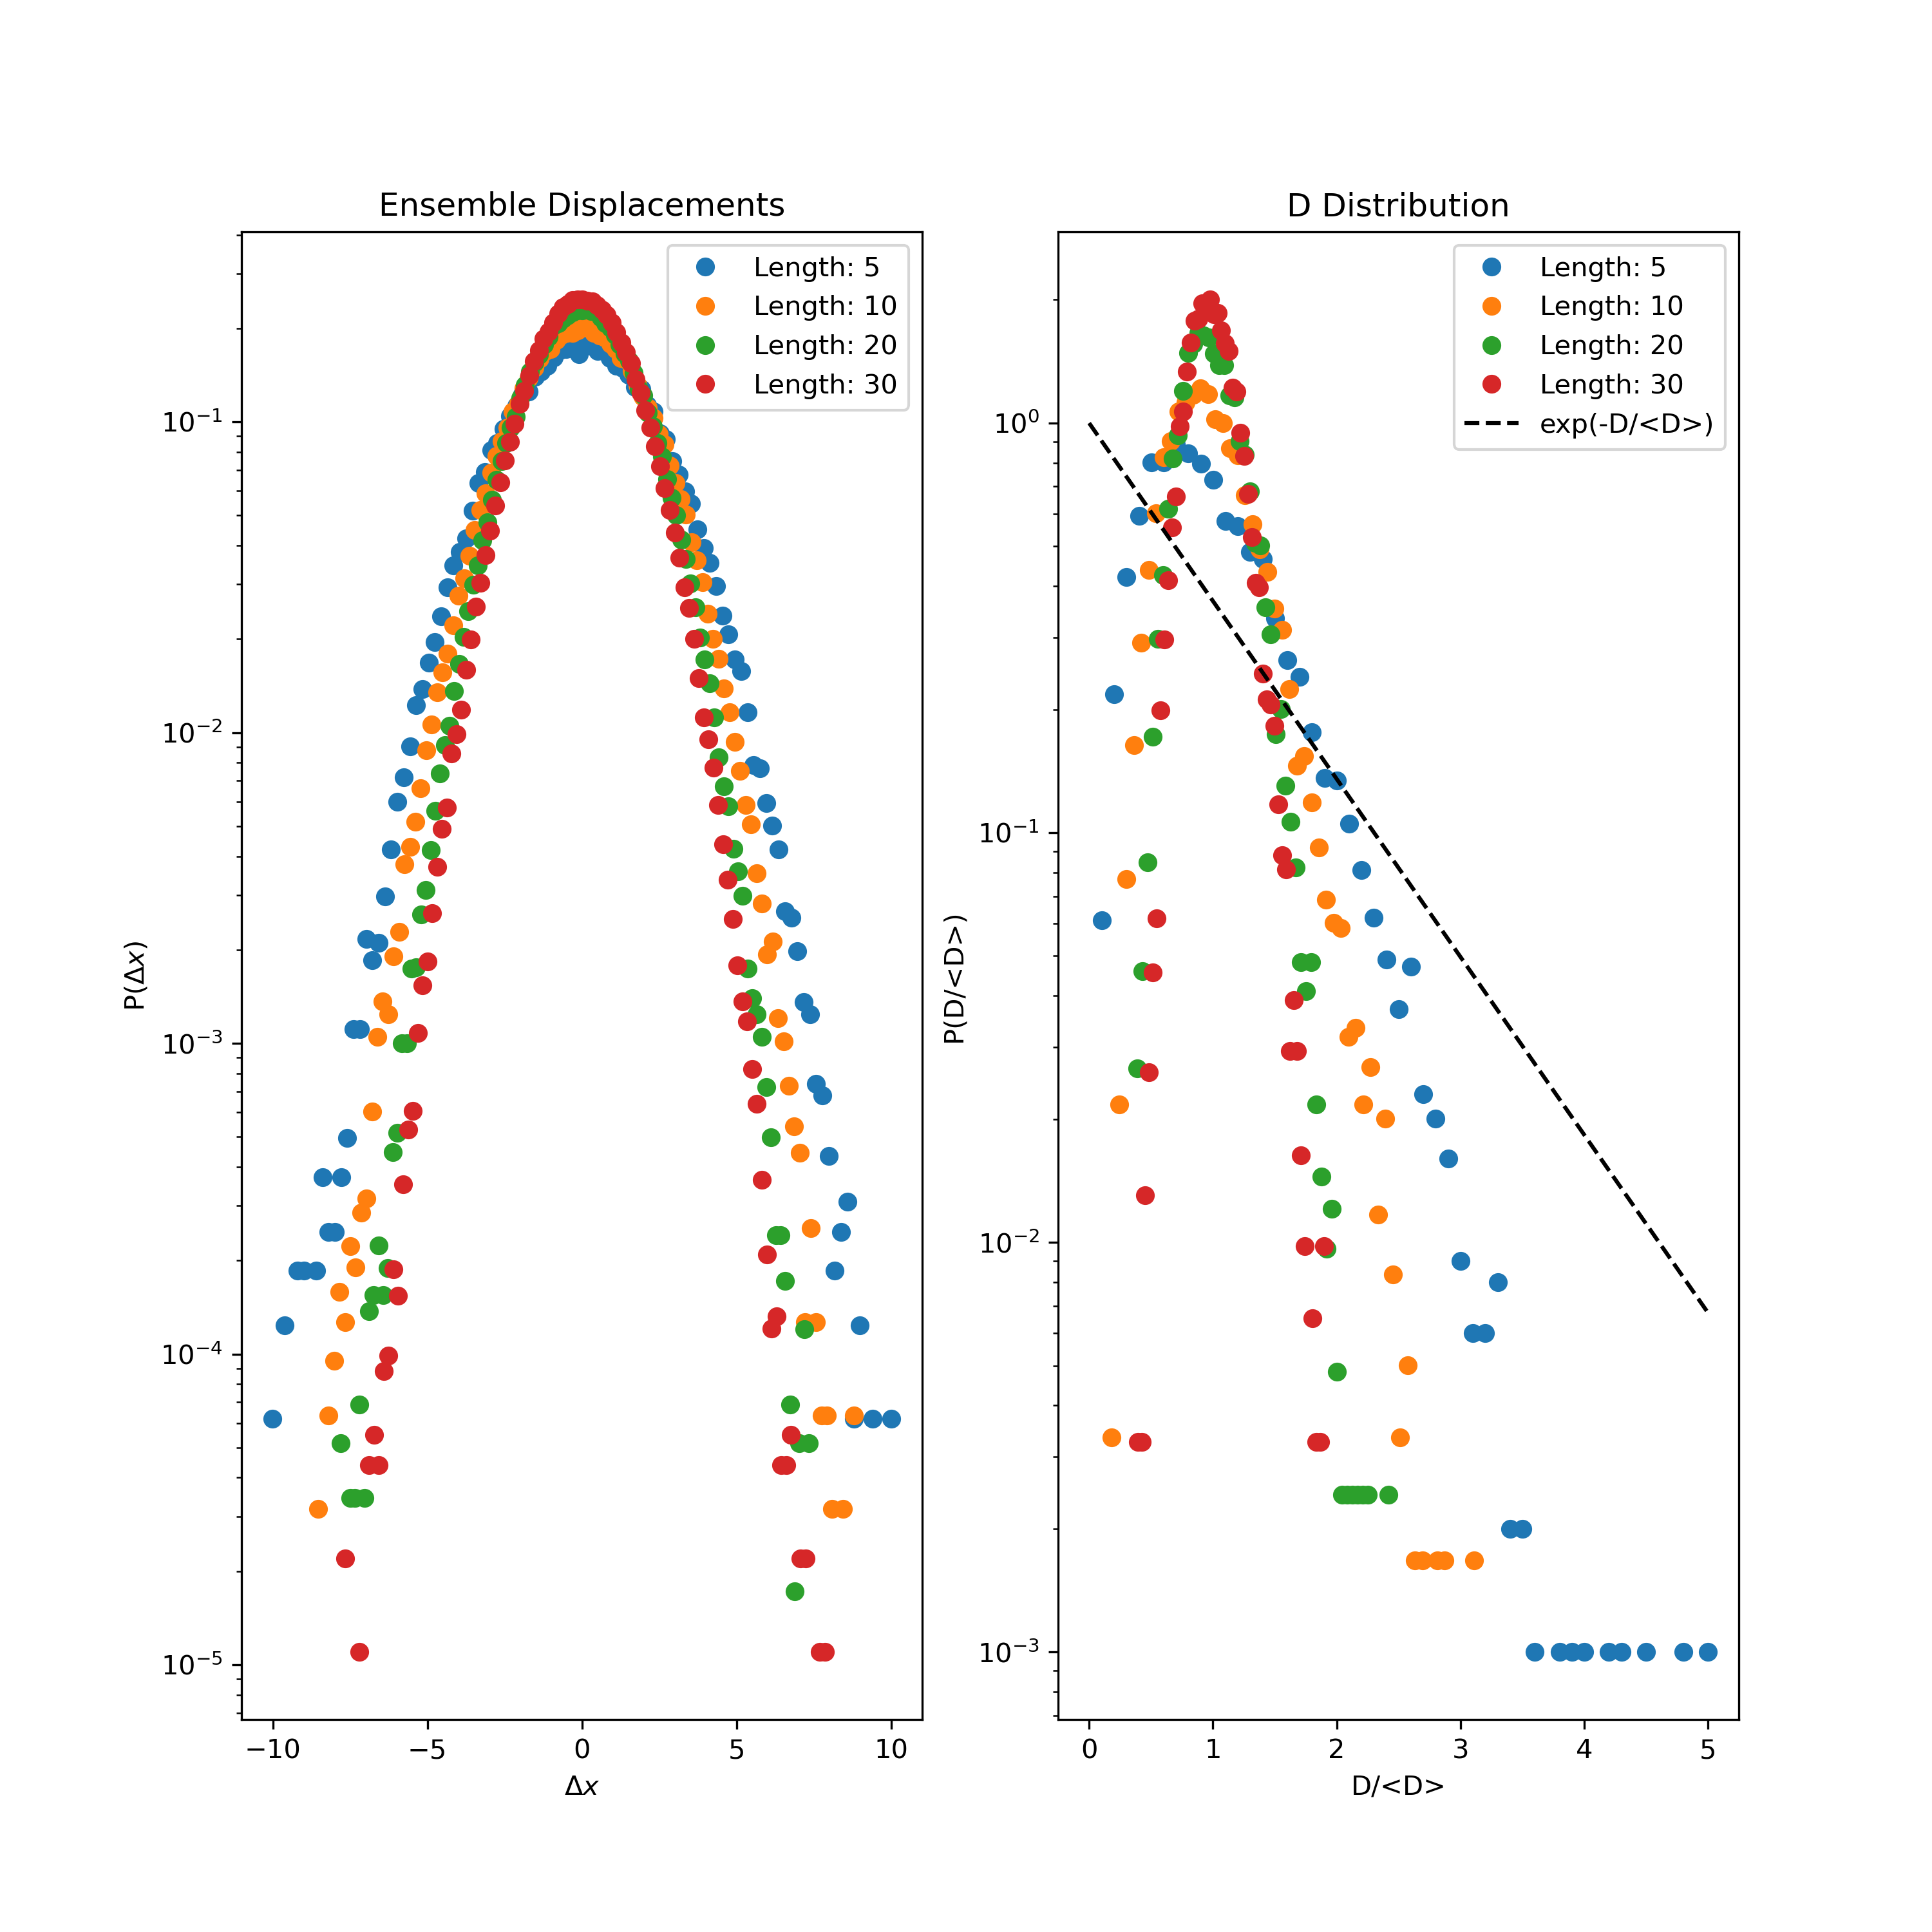 Ensemble Displacements
Length: 5
Length: 10
Length: 20
Length: 30
P(Δx)
10⁻¹
10⁻²
10⁻³
10⁻⁴
10⁻⁵
−10
−5
0
5
10
Δx
D Distribution
Length: 5
Length: 10
Length: 20
Length: 30
exp(-D/<D>)
P(D/<D>)
10⁰
10⁻¹
10⁻²
10⁻³
0
1
2
3
4
5
D/<D>